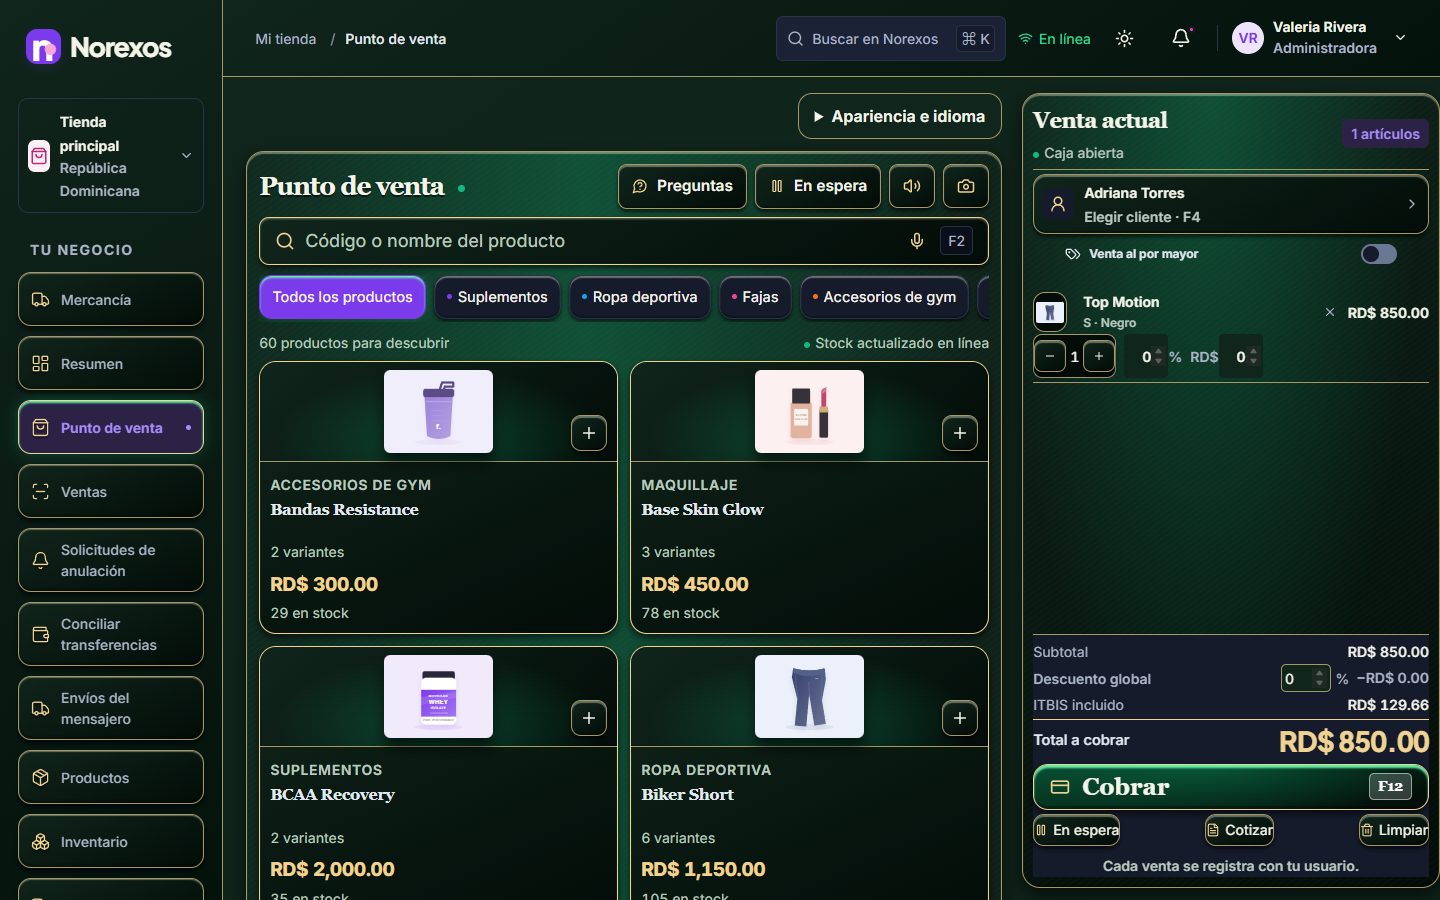 Norexos
Tienda
principal
República
Dominicana
TU NEGOCIO
Mercancía
Resumen
Punto de venta
Ventas
Solicitudes de
anulación
Conciliar
transferencias
Envíos del
mensajero
Productos
Inventario
Mi tienda / Punto de venta
Buscar en Norexos ⌘ K
En línea
VR
Valeria Rivera
Administradora
Apariencia e idioma
Punto de venta
Preguntas
En espera
Código o nombre del producto
F2
Todos los productos
Suplementos
Ropa deportiva
Fajas
Accesorios de gym
60 productos para descubrir
Stock actualizado en línea
ACCESORIOS DE GYM
Bandas Resistance
2 variantes
RD$ 300.00
29 en stock
MAQUILLAJE
Base Skin Glow
3 variantes
RD$ 450.00
78 en stock
WHEY
SUPLEMENTOS
BCAA Recovery
2 variantes
RD$ 2,000.00
35 en stock
ROPA DEPORTIVA
Biker Short
6 variantes
RD$ 1,150.00
105 en stock
Venta actual
1 artículos
Caja abierta
Adriana Torres
Elegir cliente · F4
Venta al por mayor
Top Motion
S · Negro
× RD$ 850.00
− 1 + 0 % RD$ 0
Subtotal RD$ 850.00
Descuento global 0 % −RD$ 0.00
ITBIS incluido RD$ 129.66
Total a cobrar RD$ 850.00
Cobrar F12
En espera
Cotizar
Limpiar
Cada venta se registra con tu usuario.